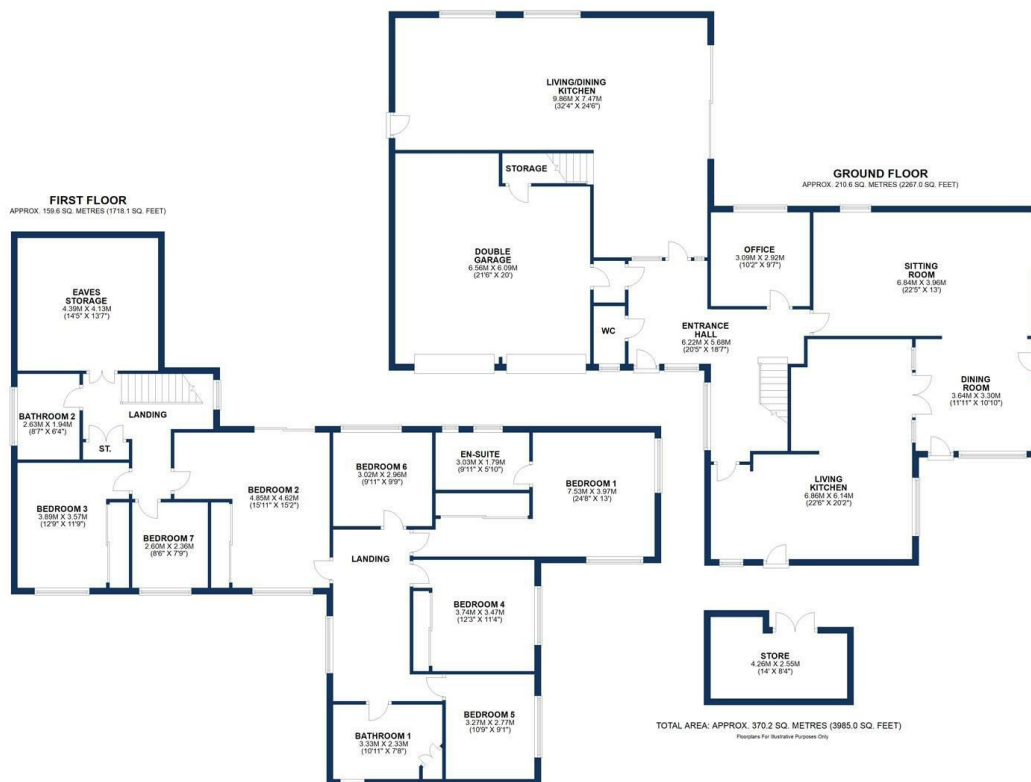 LIVING/DINING
KITCHEN
9.86M X 7.47M
(32'4" X 24'6")
STORAGE
GROUND FLOOR
APPROX. 210.6 SQ. METRES (2267.0 SQ. FEET)
FIRST FLOOR
APPROX. 159.6 SQ. METRES (1718.1 SQ. FEET)
DOUBLE
GARAGE
6.56M X 6.09M
(21'6" X 20')
OFFICE
3.09M X 2.92M
(10'2" X 9'7")
SITTING
ROOM
6.84M X 3.96M
(22'5" X 13')
EAVES
STORAGE
4.39M X 4.13M
(14'5" X 13'7")
WC
ENTRANCE
HALL
6.22M X 5.68M
(20'5" X 18'7")
DINING
ROOM
3.64M X 3.30M
(11'11" X 10'10")
BATHROOM 2
2.63M X 1.94M
(8'7" X 6'4")
LANDING
ST.
LIVING
KITCHEN
6.86M X 6.14M
(22'6" X 20'2")
BEDROOM 3
3.89M X 3.57M
(12'9" X 11'9")
BEDROOM 2
4.85M X 4.62M
(15'11" X 15'2")
BEDROOM 6
3.02M X 2.96M
(9'11" X 9'9")
EN-SUITE
3.03M X 1.79M
(9'11" X 5'10")
BEDROOM 1
7.53M X 3.97M
(24'8" X 13')
BEDROOM 7
2.60M X 2.36M
(8'6" X 7'9")
LANDING
BEDROOM 4
3.74M X 3.47M
(12'3" X 11'4")
BEDROOM 5
3.27M X 2.77M
(10'9" X 9'1")
BATHROOM 1
3.33M X 2.33M
(10'11" X 7'8")
STORE
4.26M X 2.55M
(14' X 8'4")
TOTAL AREA: APPROX. 370.2 SQ. METRES (3985.0 SQ. FEET)
Floorplans For Illustrative Purposes Only